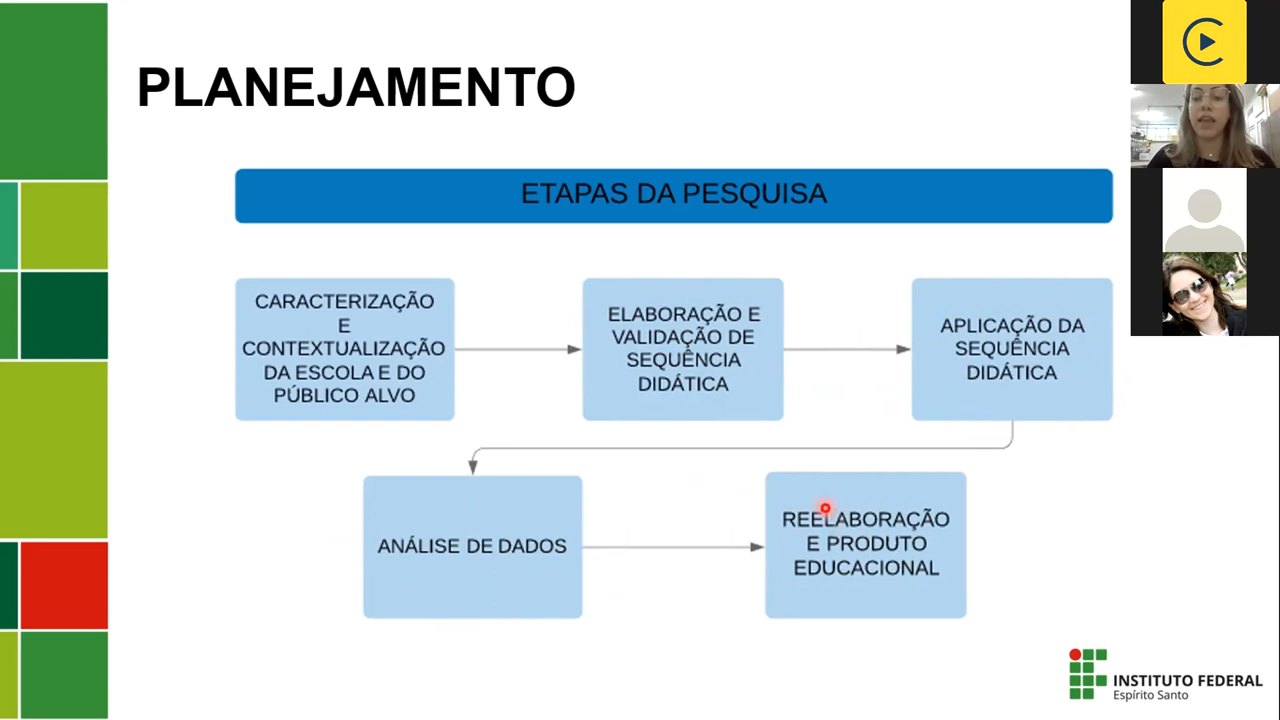 PLANEJAMENTO
ETAPAS DA PESQUISA
CARACTERIZAÇÃO
E
CONTEXTUALIZAÇÃO
DA ESCOLA E DO
PÚBLICO ALVO
ELABORAÇÃO E
VALIDAÇÃO DE
SEQUÊNCIA
DIDÁTICA
APLICAÇÃO DA
SEQUÊNCIA
DIDÁTICA
ANÁLISE DE DADOS
REELABORAÇÃO
E PRODUTO
EDUCACIONAL
INSTITUTO FEDERAL
Espírito Santo